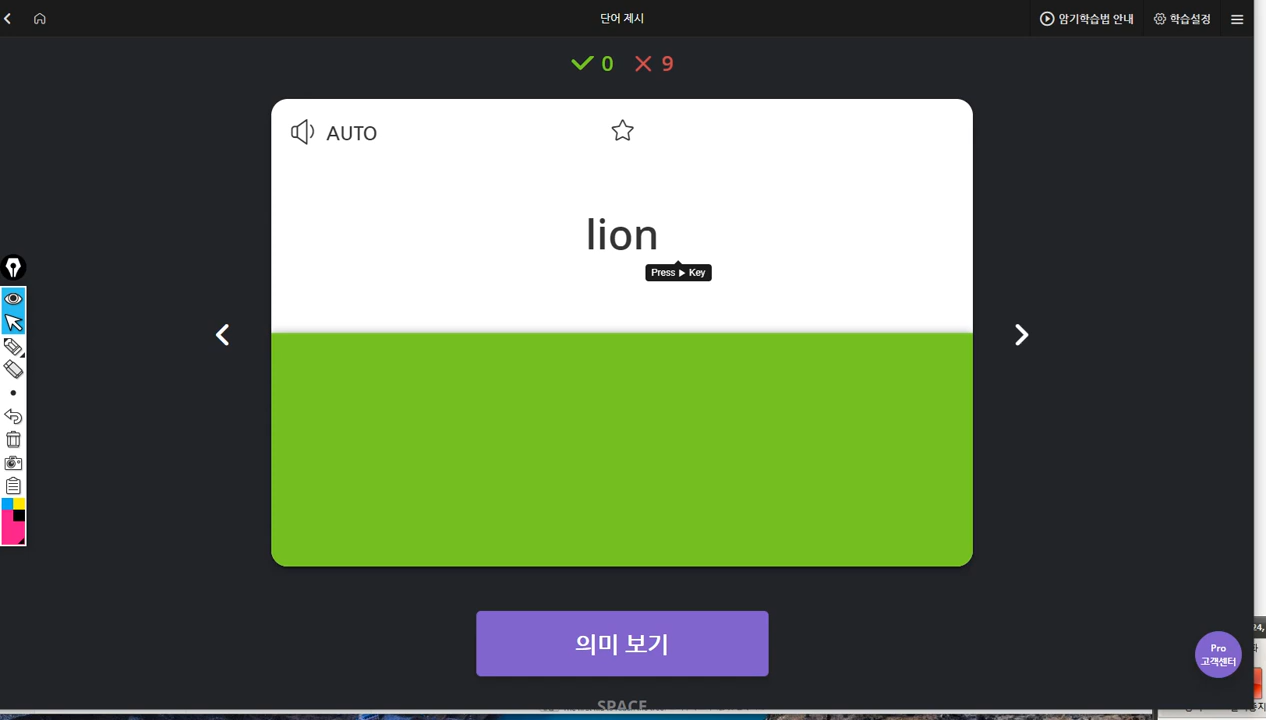 단어 제시
암기학습법 안내
학습설정
0
9
AUTO
lion
Press ▶ Key
의미 보기
SPACE
Pro
고객센터
24,